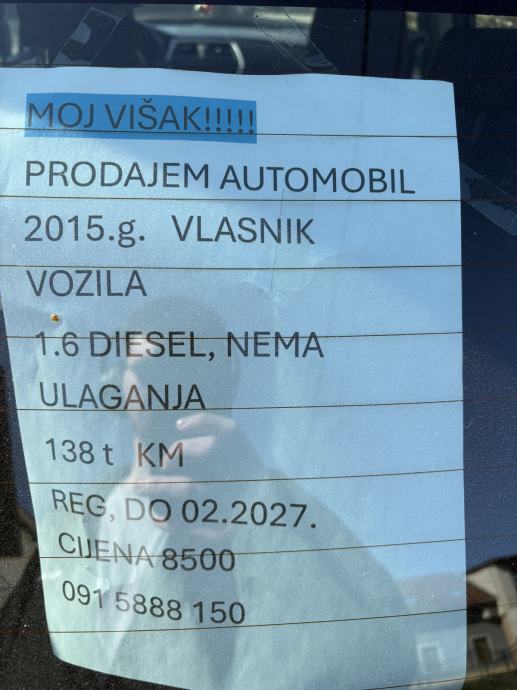 MOJ VIŠAK!!!!!
PRODAJEM AUTOMOBIL
2015.g. VLASNIK
VOZILA
1.6 DIESEL, NEMA
ULAGANJA
138 t KM
REG, DO 02.2027.
CIJENA 8500
091 5888 150